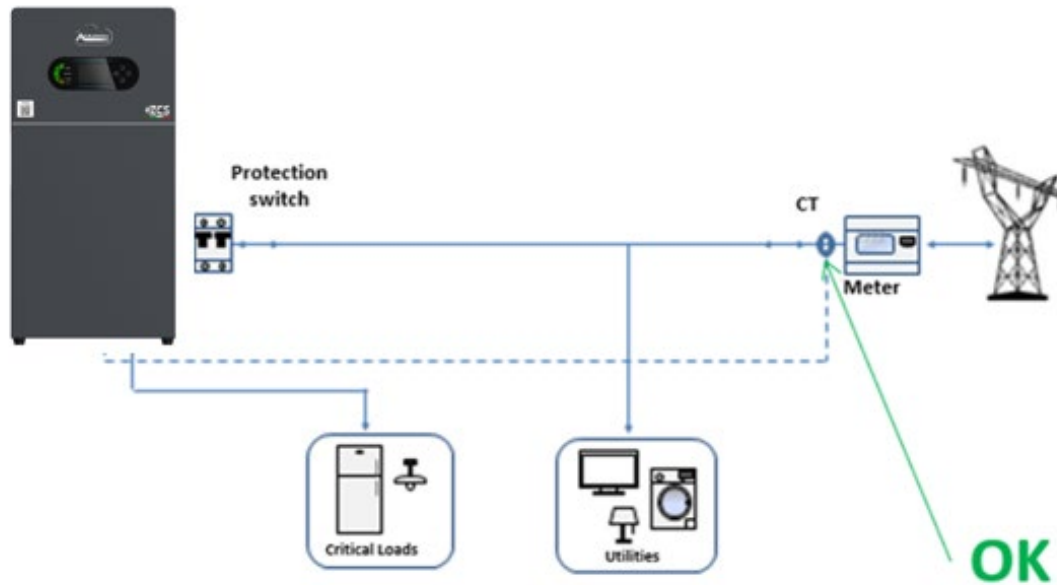 Protection
switch
CT
Meter
Critical Loads
Utilities
OK